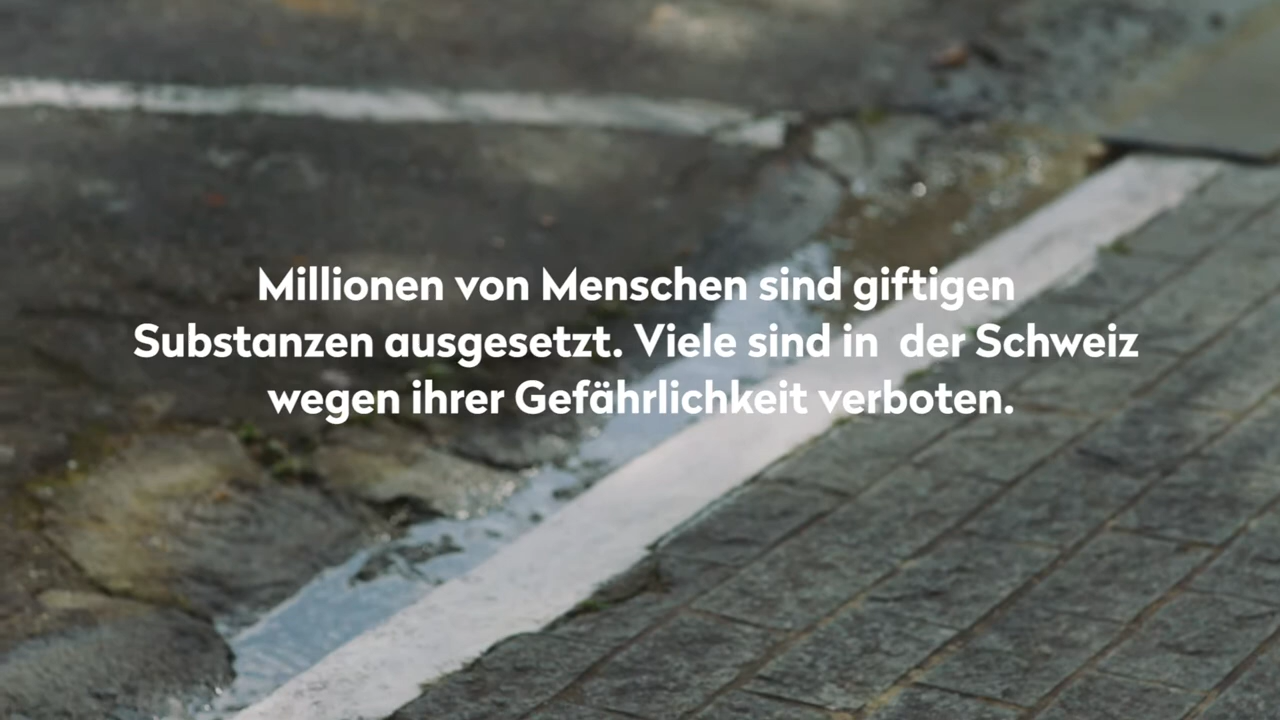 Millionen von Menschen sind giftigen
Substanzen ausgesetzt. Viele sind in  der Schweiz
wegen ihrer Gefährlichkeit verboten.